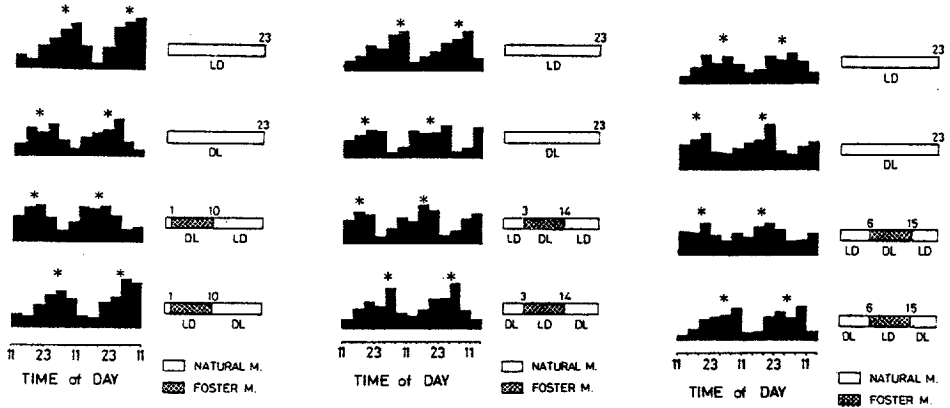 * *
23
LD
* *
23
DL
* *
1 10
DL LD
* *
1 10
LD DL
11 23 11 23 11
TIME of DAY
NATURAL M.
FOSTER M.
* *
23
LD
* *
23
DL
* *
3 14
LD DL LD
* *
3 14
DL LD DL
11 23 11 23 11
TIME of DAY
NATURAL M.
FOSTER M.
* *
23
LD
* *
23
DL
* *
6 15
LD DL LD
* *
6 15
DL LD DL
11 23 11 23 11
TIME of DAY
NATURAL M.
FOSTER M.